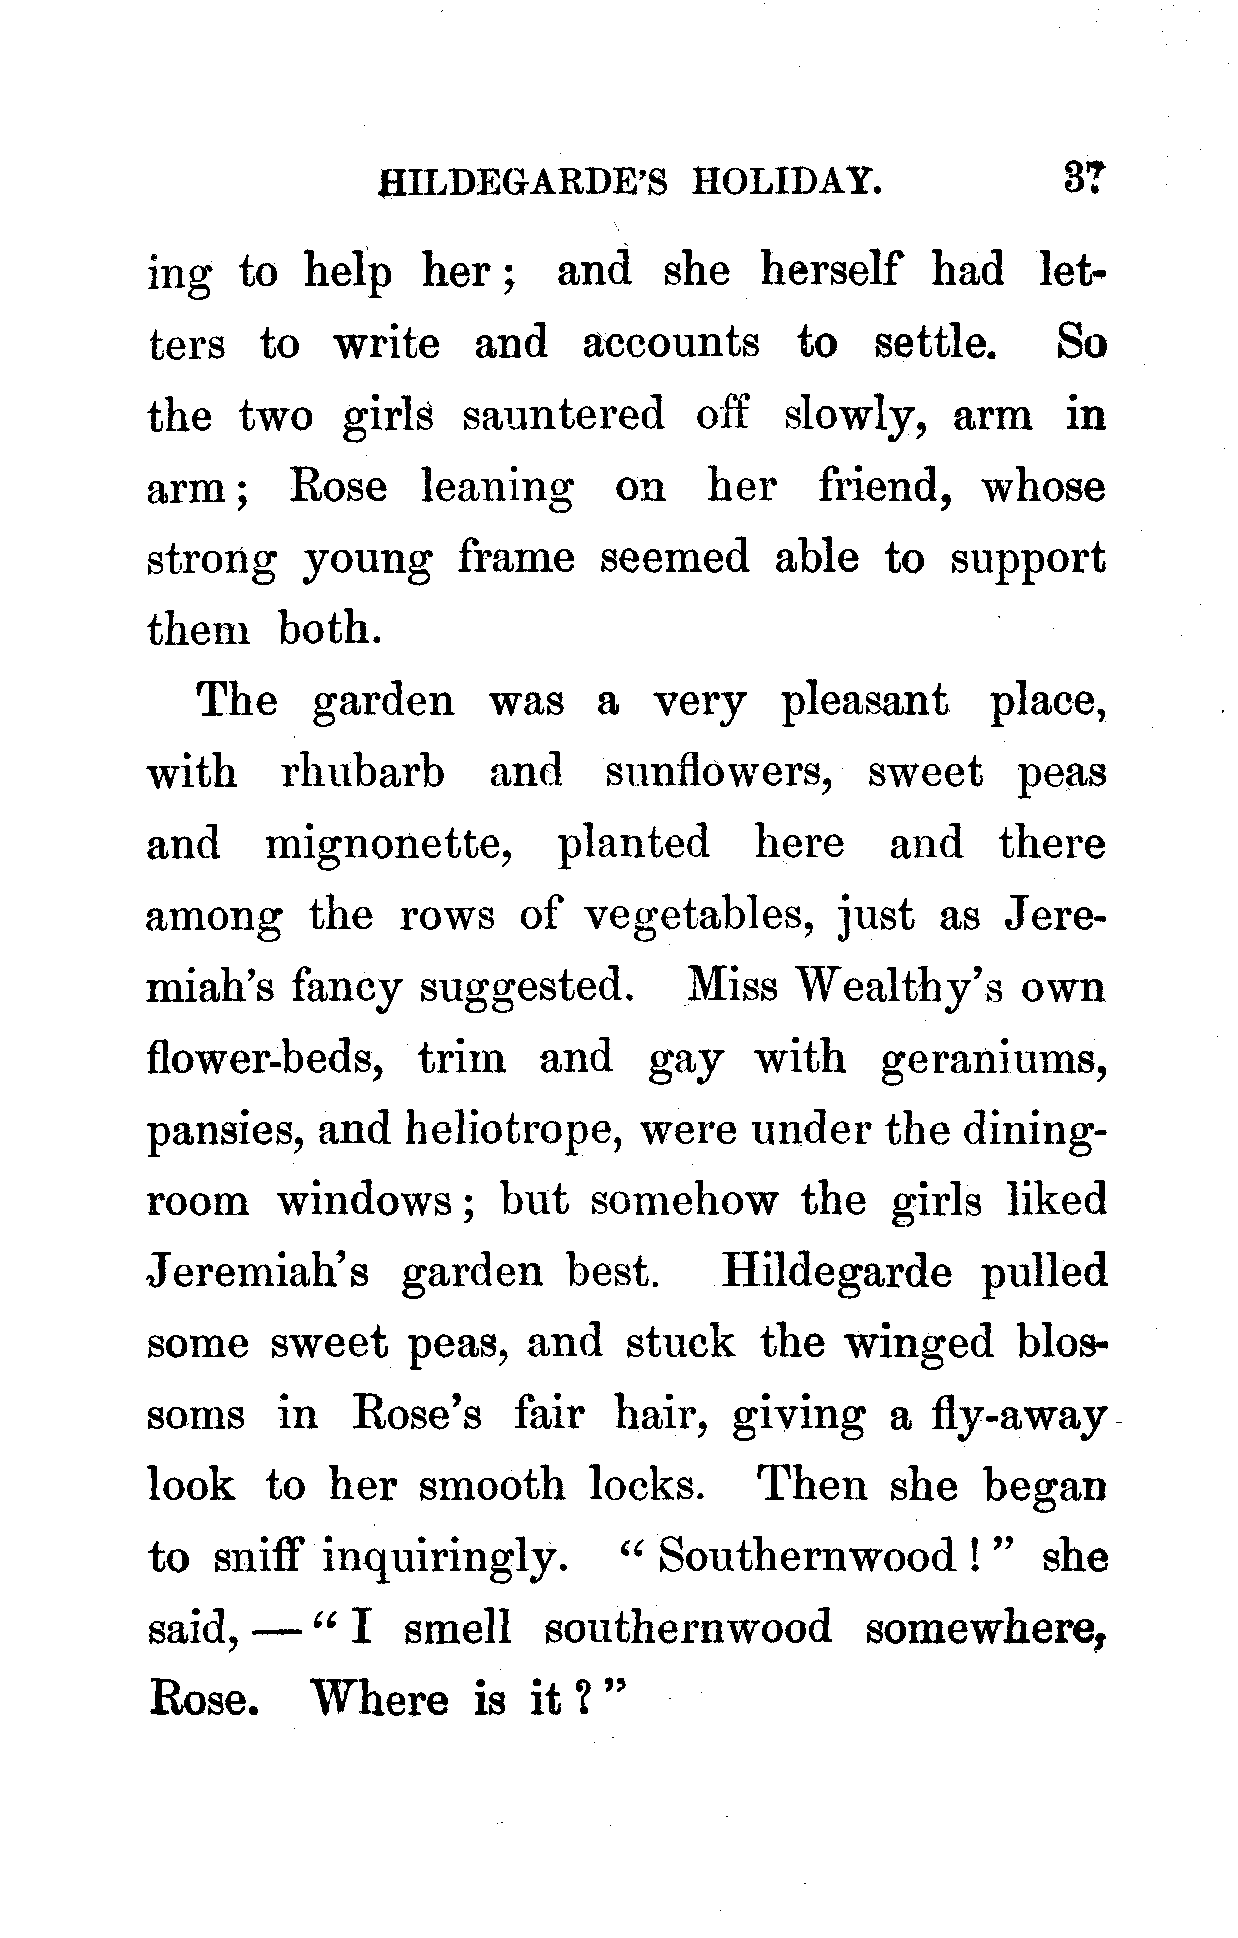 HILDEGARDE'S HOLIDAY. 37
ing to help her; and she herself had let-
ters to write and accounts to settle. So
the two girls sauntered off slowly, arm in
arm; Rose leaning on her friend, whose
strong young frame seemed able to support
them both.
The garden was a very pleasant place,
with rhubarb and sunflowers, sweet peas
and mignonette, planted here and there
among the rows of vegetables, just as Jere-
miah's fancy suggested. Miss Wealthy's own
flower-beds, trim and gay with geraniums,
pansies, and heliotrope, were under the dining-
room windows; but somehow the girls liked
Jeremiah's garden best. Hildegarde pulled
some sweet peas, and stuck the winged blos-
soms in Rose's fair hair, giving a fly-away
look to her smooth locks. Then she began
to sniff inquiringly. "Southernwood!" she
said, — "I smell southernwood somewhere,
Rose. Where is it?"